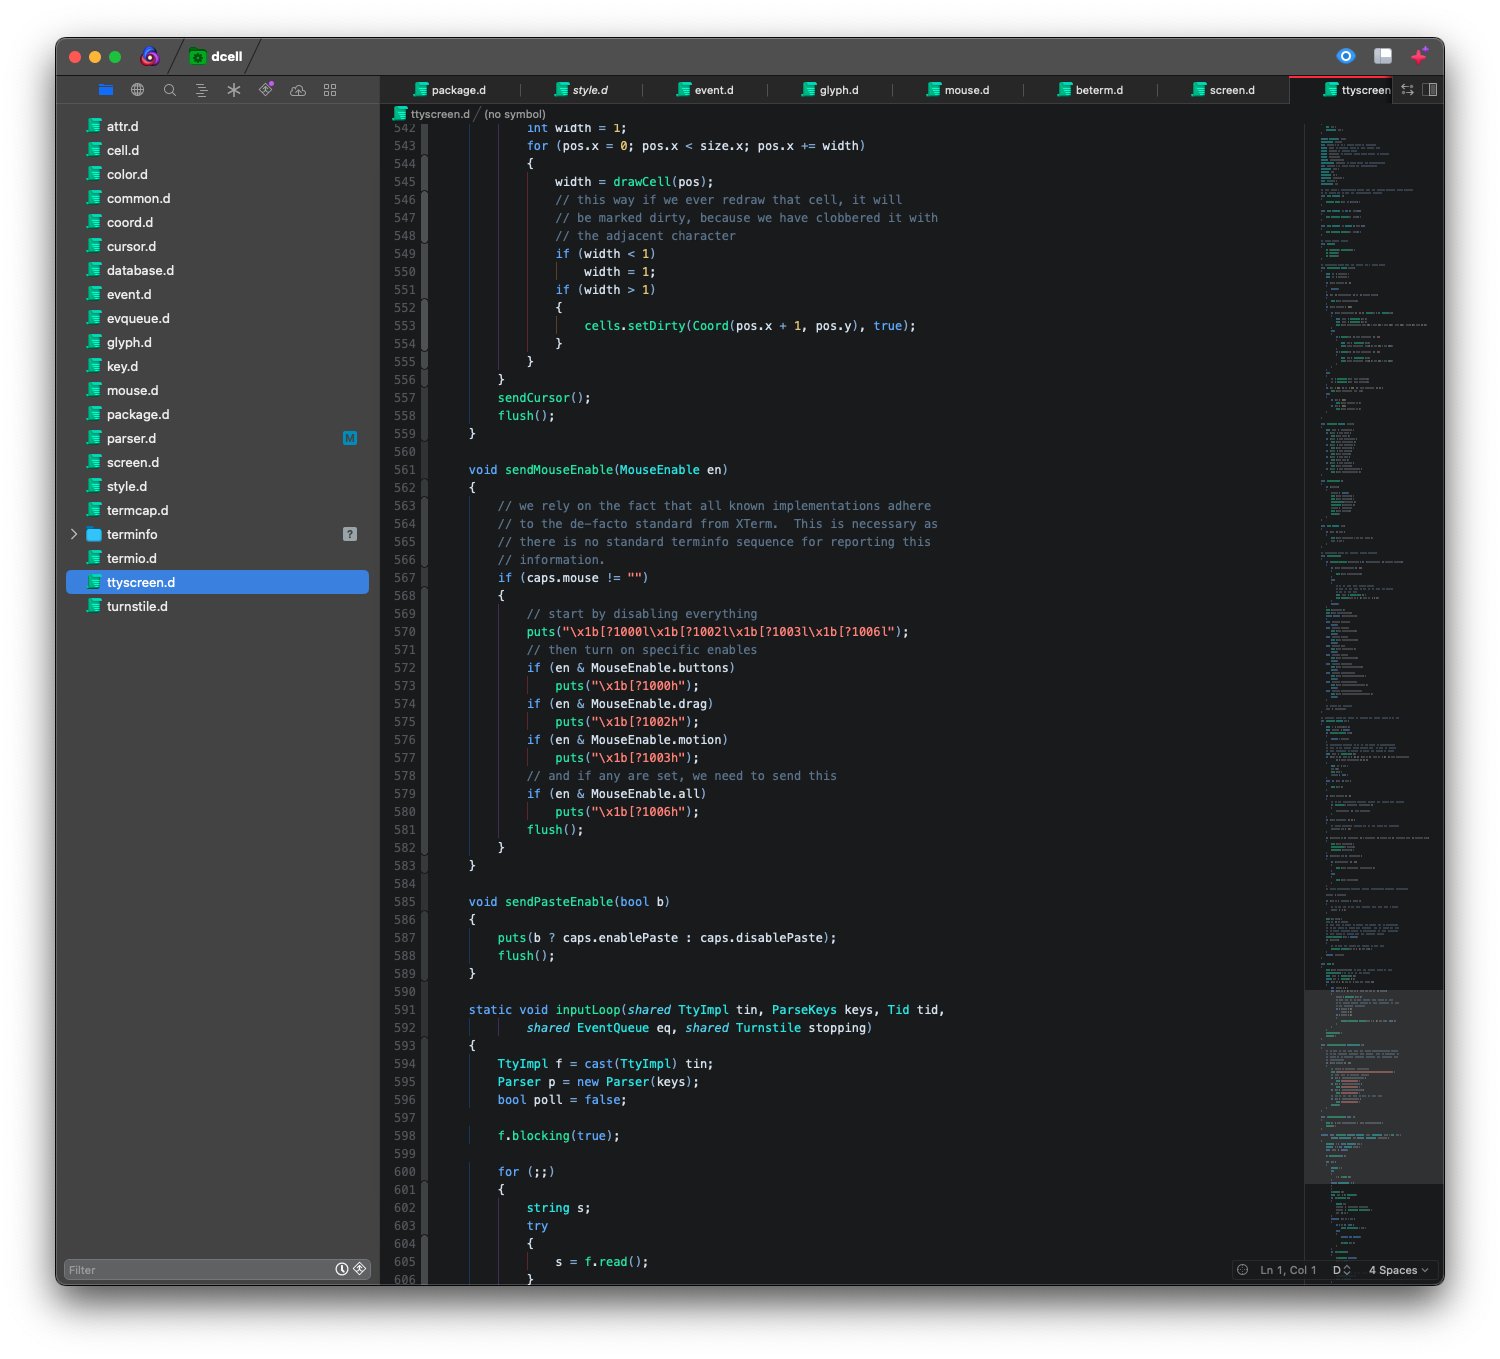 dcell
package.d
style.d
event.d
glyph.d
mouse.d
beterm.d
screen.d
ttyscreen
ttyscreen.d
(no symbol)
attr.d
cell.d
color.d
common.d
coord.d
cursor.d
database.d
event.d
evqueue.d
glyph.d
key.d
mouse.d
package.d
parser.d M
screen.d
style.d
termcap.d
terminfo ?
termio.d
ttyscreen.d
turnstile.d
Filter
542 int width = 1;
543 for (pos.x = 0; pos.x < size.x; pos.x += width)
544 {
545 width = drawCell(pos);
546 // this way if we ever redraw that cell, it will
547 // be marked dirty, because we have clobbered it with
548 // the adjacent character
549 if (width < 1)
550 width = 1;
551 if (width > 1)
552 {
553 cells.setDirty(Coord(pos.x + 1, pos.y), true);
554 }
555 }
556 }
557 sendCursor();
558 flush();
559 }
560
561 void sendMouseEnable(MouseEnable en)
562 {
563 // we rely on the fact that all known implementations adhere
564 // to the de-facto standard from XTerm.  This is necessary as
565 // there is no standard terminfo sequence for reporting this
566 // information.
567 if (caps.mouse != "")
568 {
569 // start by disabling everything
570 puts("\x1b[?1000l\x1b[?1002l\x1b[?1003l\x1b[?1006l");
571 // then turn on specific enables
572 if (en & MouseEnable.buttons)
573 puts("\x1b[?1000h");
574 if (en & MouseEnable.drag)
575 puts("\x1b[?1002h");
576 if (en & MouseEnable.motion)
577 puts("\x1b[?1003h");
578 // and if any are set, we need to send this
579 if (en & MouseEnable.all)
580 puts("\x1b[?1006h");
581 flush();
582 }
583 }
584
585 void sendPasteEnable(bool b)
586 {
587 puts(b ? caps.enablePaste : caps.disablePaste);
588 flush();
589 }
590
591 static void inputLoop(shared TtyImpl tin, ParseKeys keys, Tid tid,
592 shared EventQueue eq, shared Turnstile stopping)
593 {
594 TtyImpl f = cast(TtyImpl) tin;
595 Parser p = new Parser(keys);
596 bool poll = false;
597
598 f.blocking(true);
599
600 for (;;)
601 {
602 string s;
603 try
604 {
605 s = f.read();
606 }
Ln 1, Col 1
D
4 Spaces